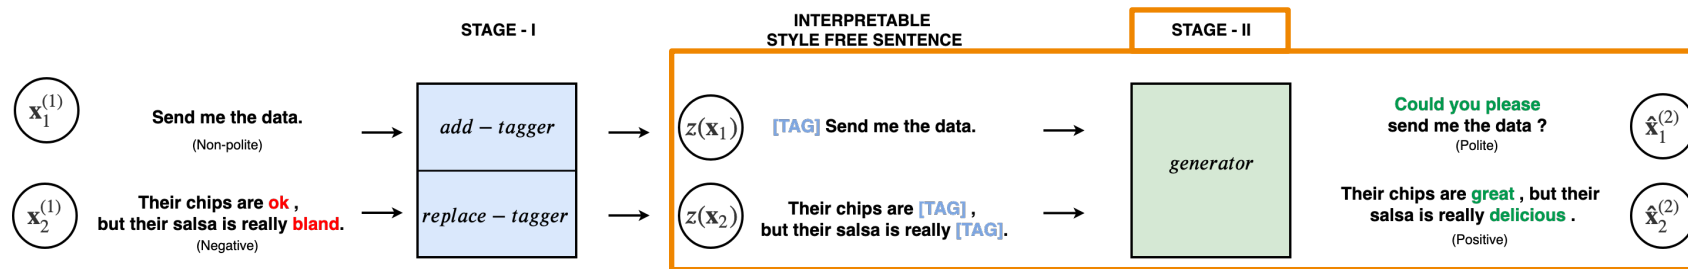 STAGE - I
INTERPRETABLE
STYLE FREE SENTENCE
STAGE - II
x₁⁽¹⁾
Send me the data.
(Non-polite)
add − tagger
z(x₁)
[TAG] Send me the data.
generator
Could you please
send me the data ?
(Polite)
x̂₁⁽²⁾
x₂⁽¹⁾
Their chips are ok ,
but their salsa is really bland.
(Negative)
replace − tagger
z(x₂)
Their chips are [TAG] ,
but their salsa is really [TAG].
Their chips are great , but their
salsa is really delicious .
(Positive)
x̂₂⁽²⁾